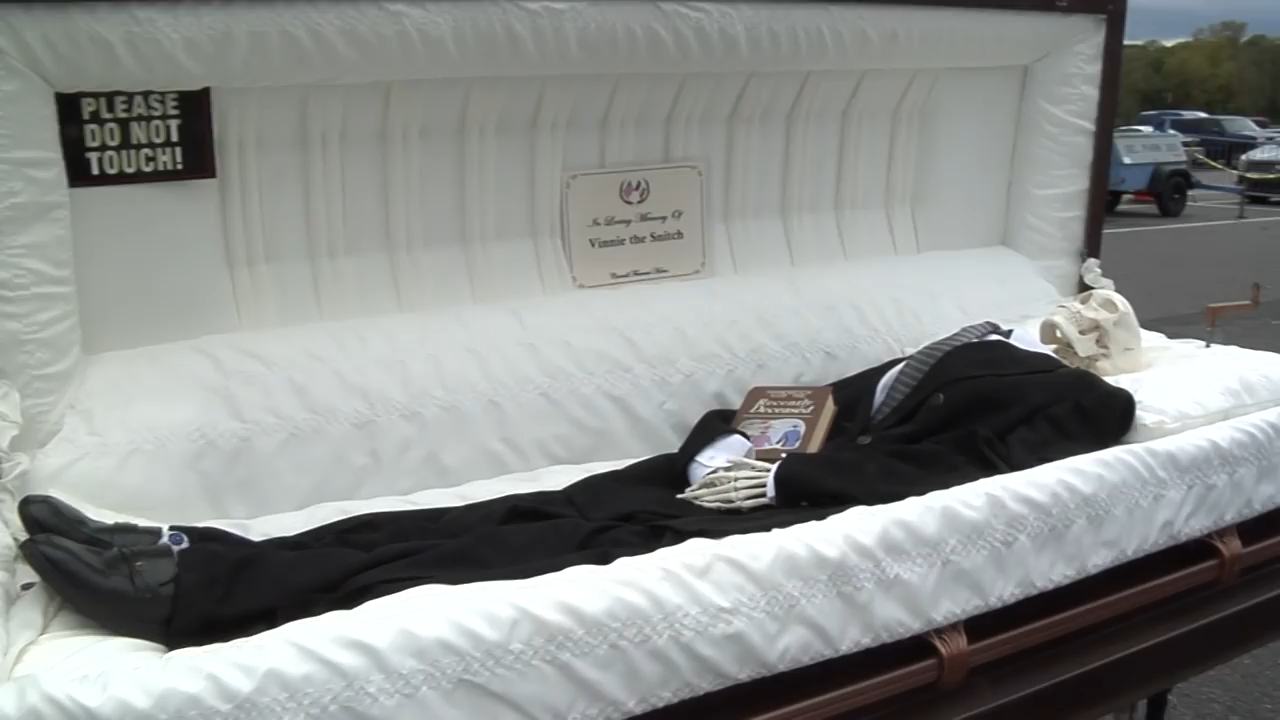 PLEASE
DO NOT
TOUCH!
In Loving Memory Of
Vinnie the Snitch
Recently
Deceased